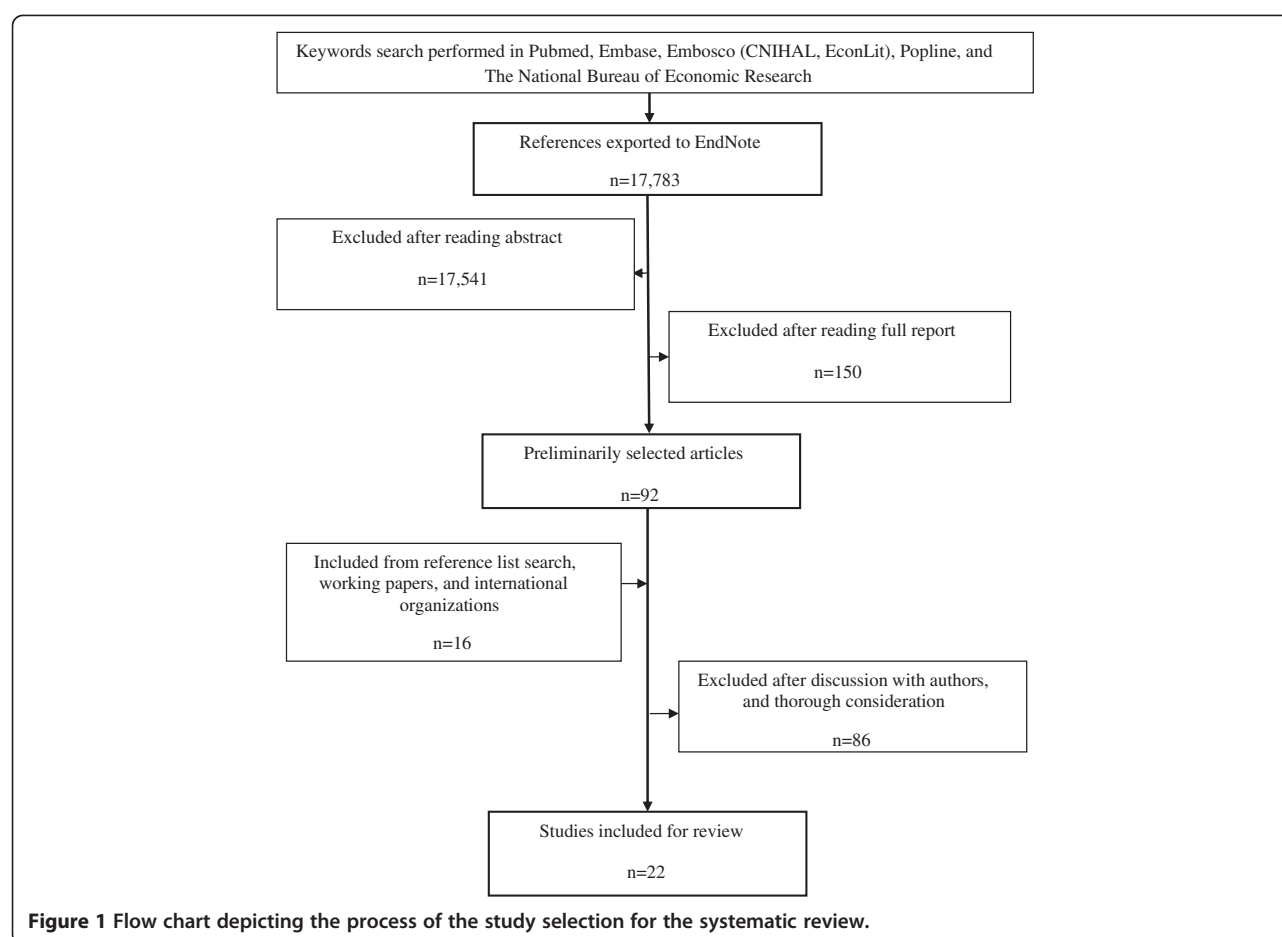 Keywords search performed in Pubmed, Embase, Embosco (CNIHAL, EconLit), Popline, and
The National Bureau of Economic Research
References exported to EndNote
n=17,783
Excluded after reading abstract
n=17,541
Excluded after reading full report
n=150
Preliminarily selected articles
n=92
Included from reference list search,
working papers, and international
organizations
n=16
Excluded after discussion with authors,
and thorough consideration
n=86
Studies included for review
n=22
Figure 1 Flow chart depicting the process of the study selection for the systematic review.